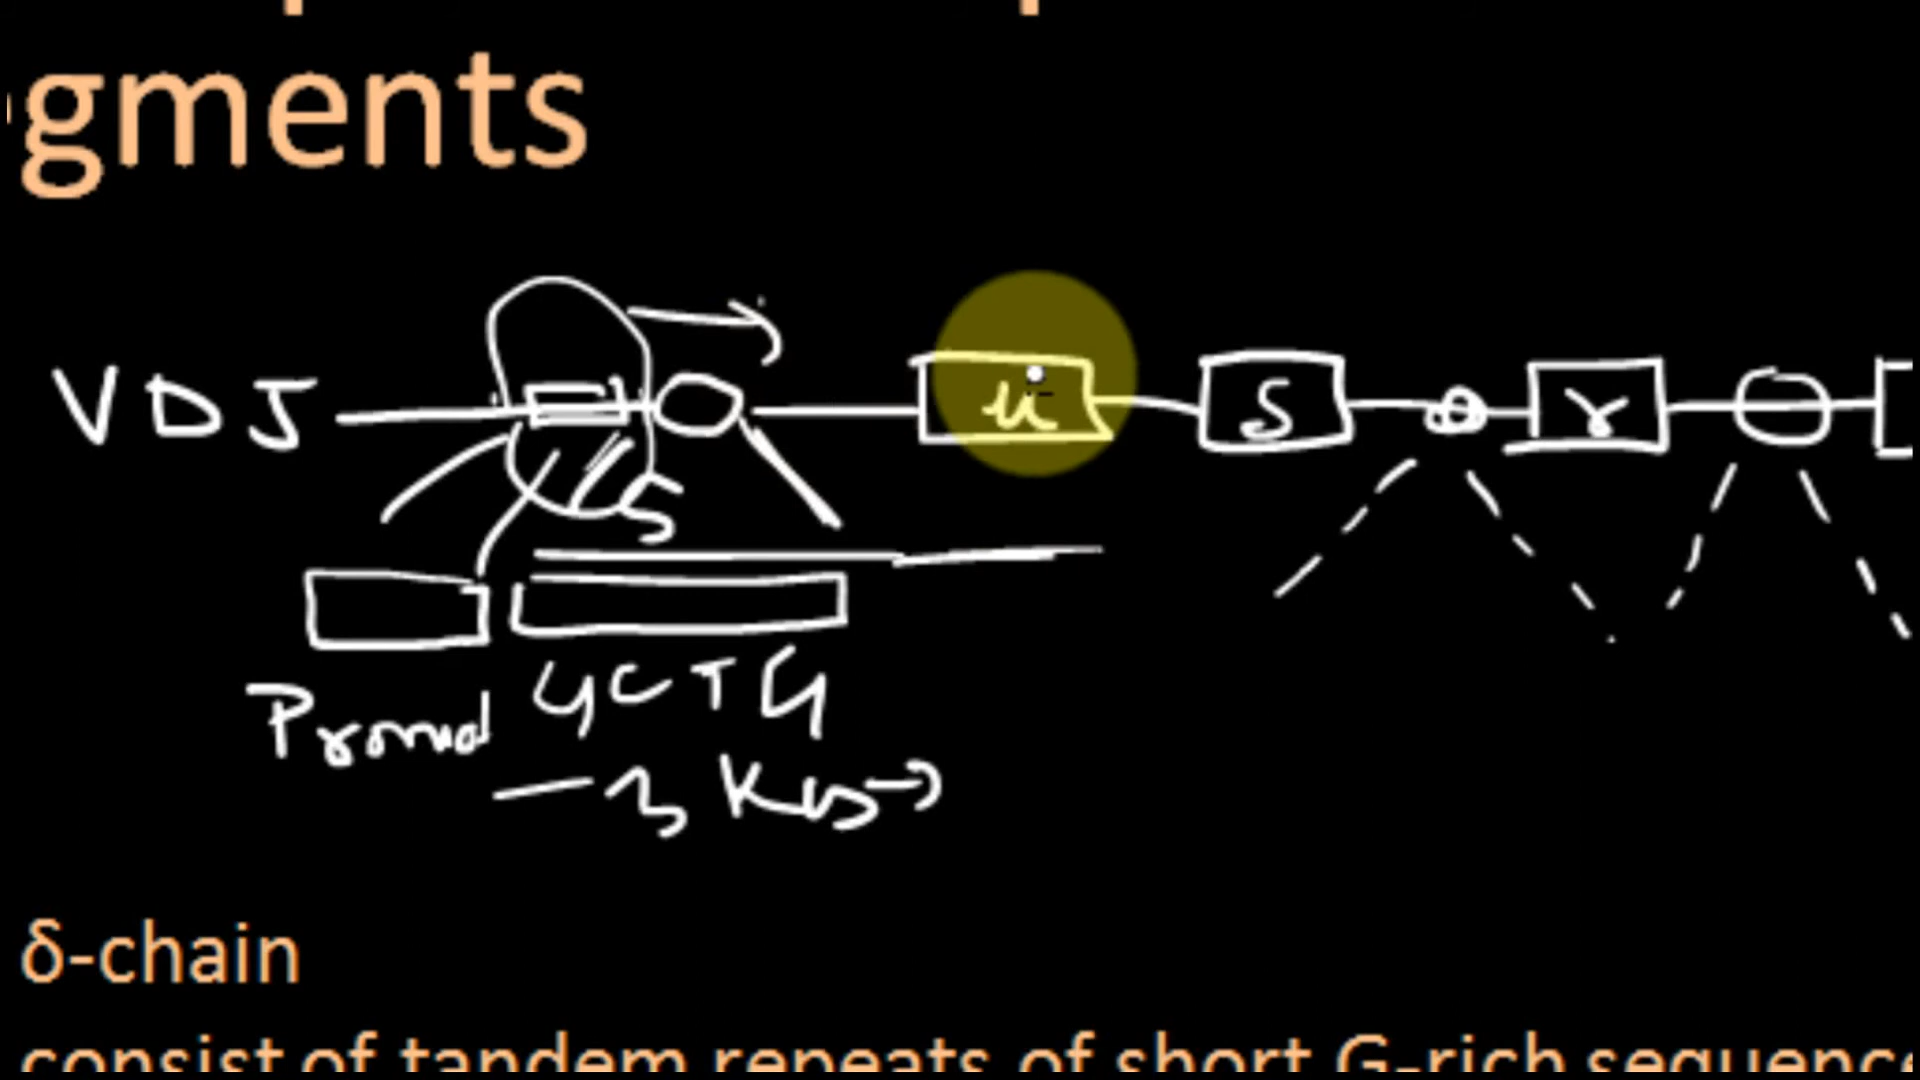 gments
VDJ μ δ γ
S
Promo
GCTG
3 Kb
δ-chain
consist of tandem repeats of short G-rich sequence